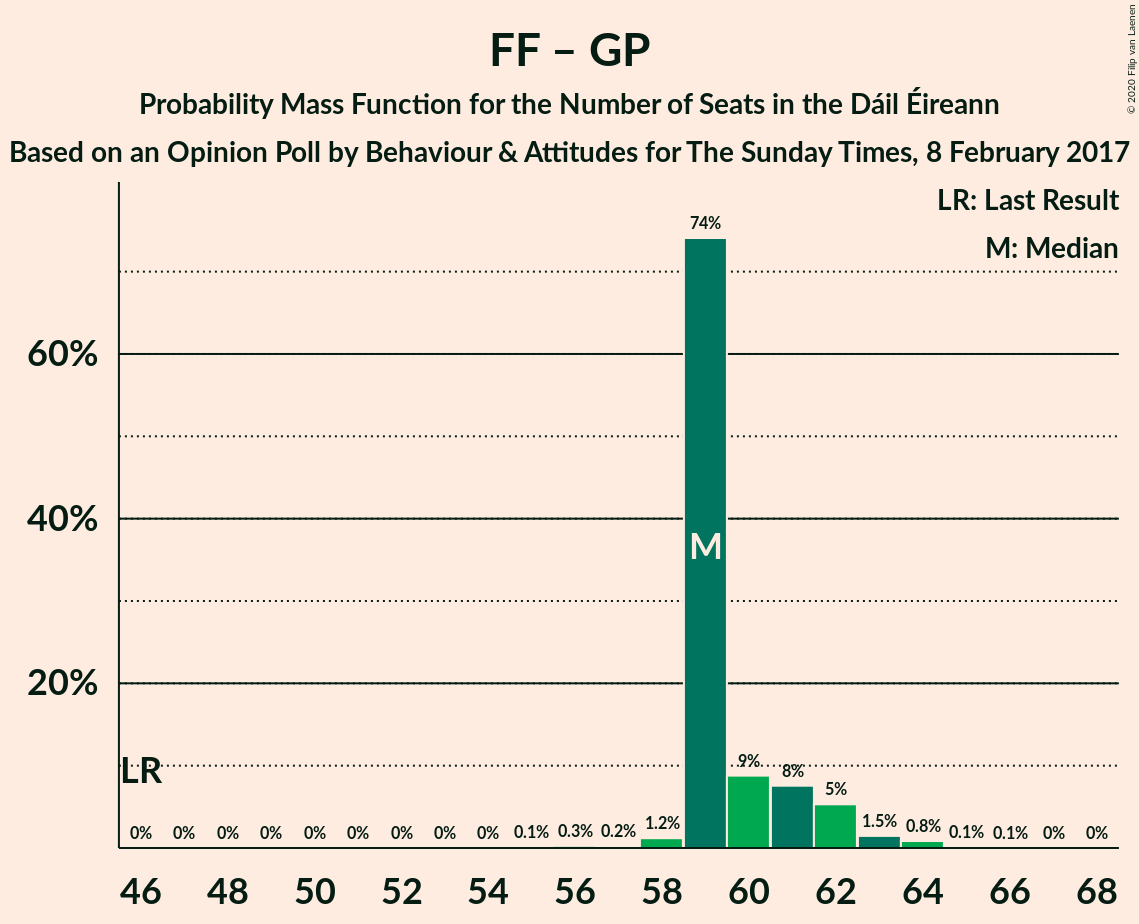 FF – GP
Probability Mass Function for the Number of Seats in the Dáil Éireann
Based on an Opinion Poll by Behaviour & Attitudes for The Sunday Times, 8 February 2017
© 2020 Filip van Laenen
LR: Last Result
M: Median
74%
60%
40%
M
20%
LR
0% 0% 0% 0% 0% 0% 0% 0% 0% 0.1% 0.3% 0.2% 1.2% 9% 8% 5% 1.5% 0.8% 0.1% 0.1% 0% 0%
46 48 50 52 54 56 58 60 62 64 66 68